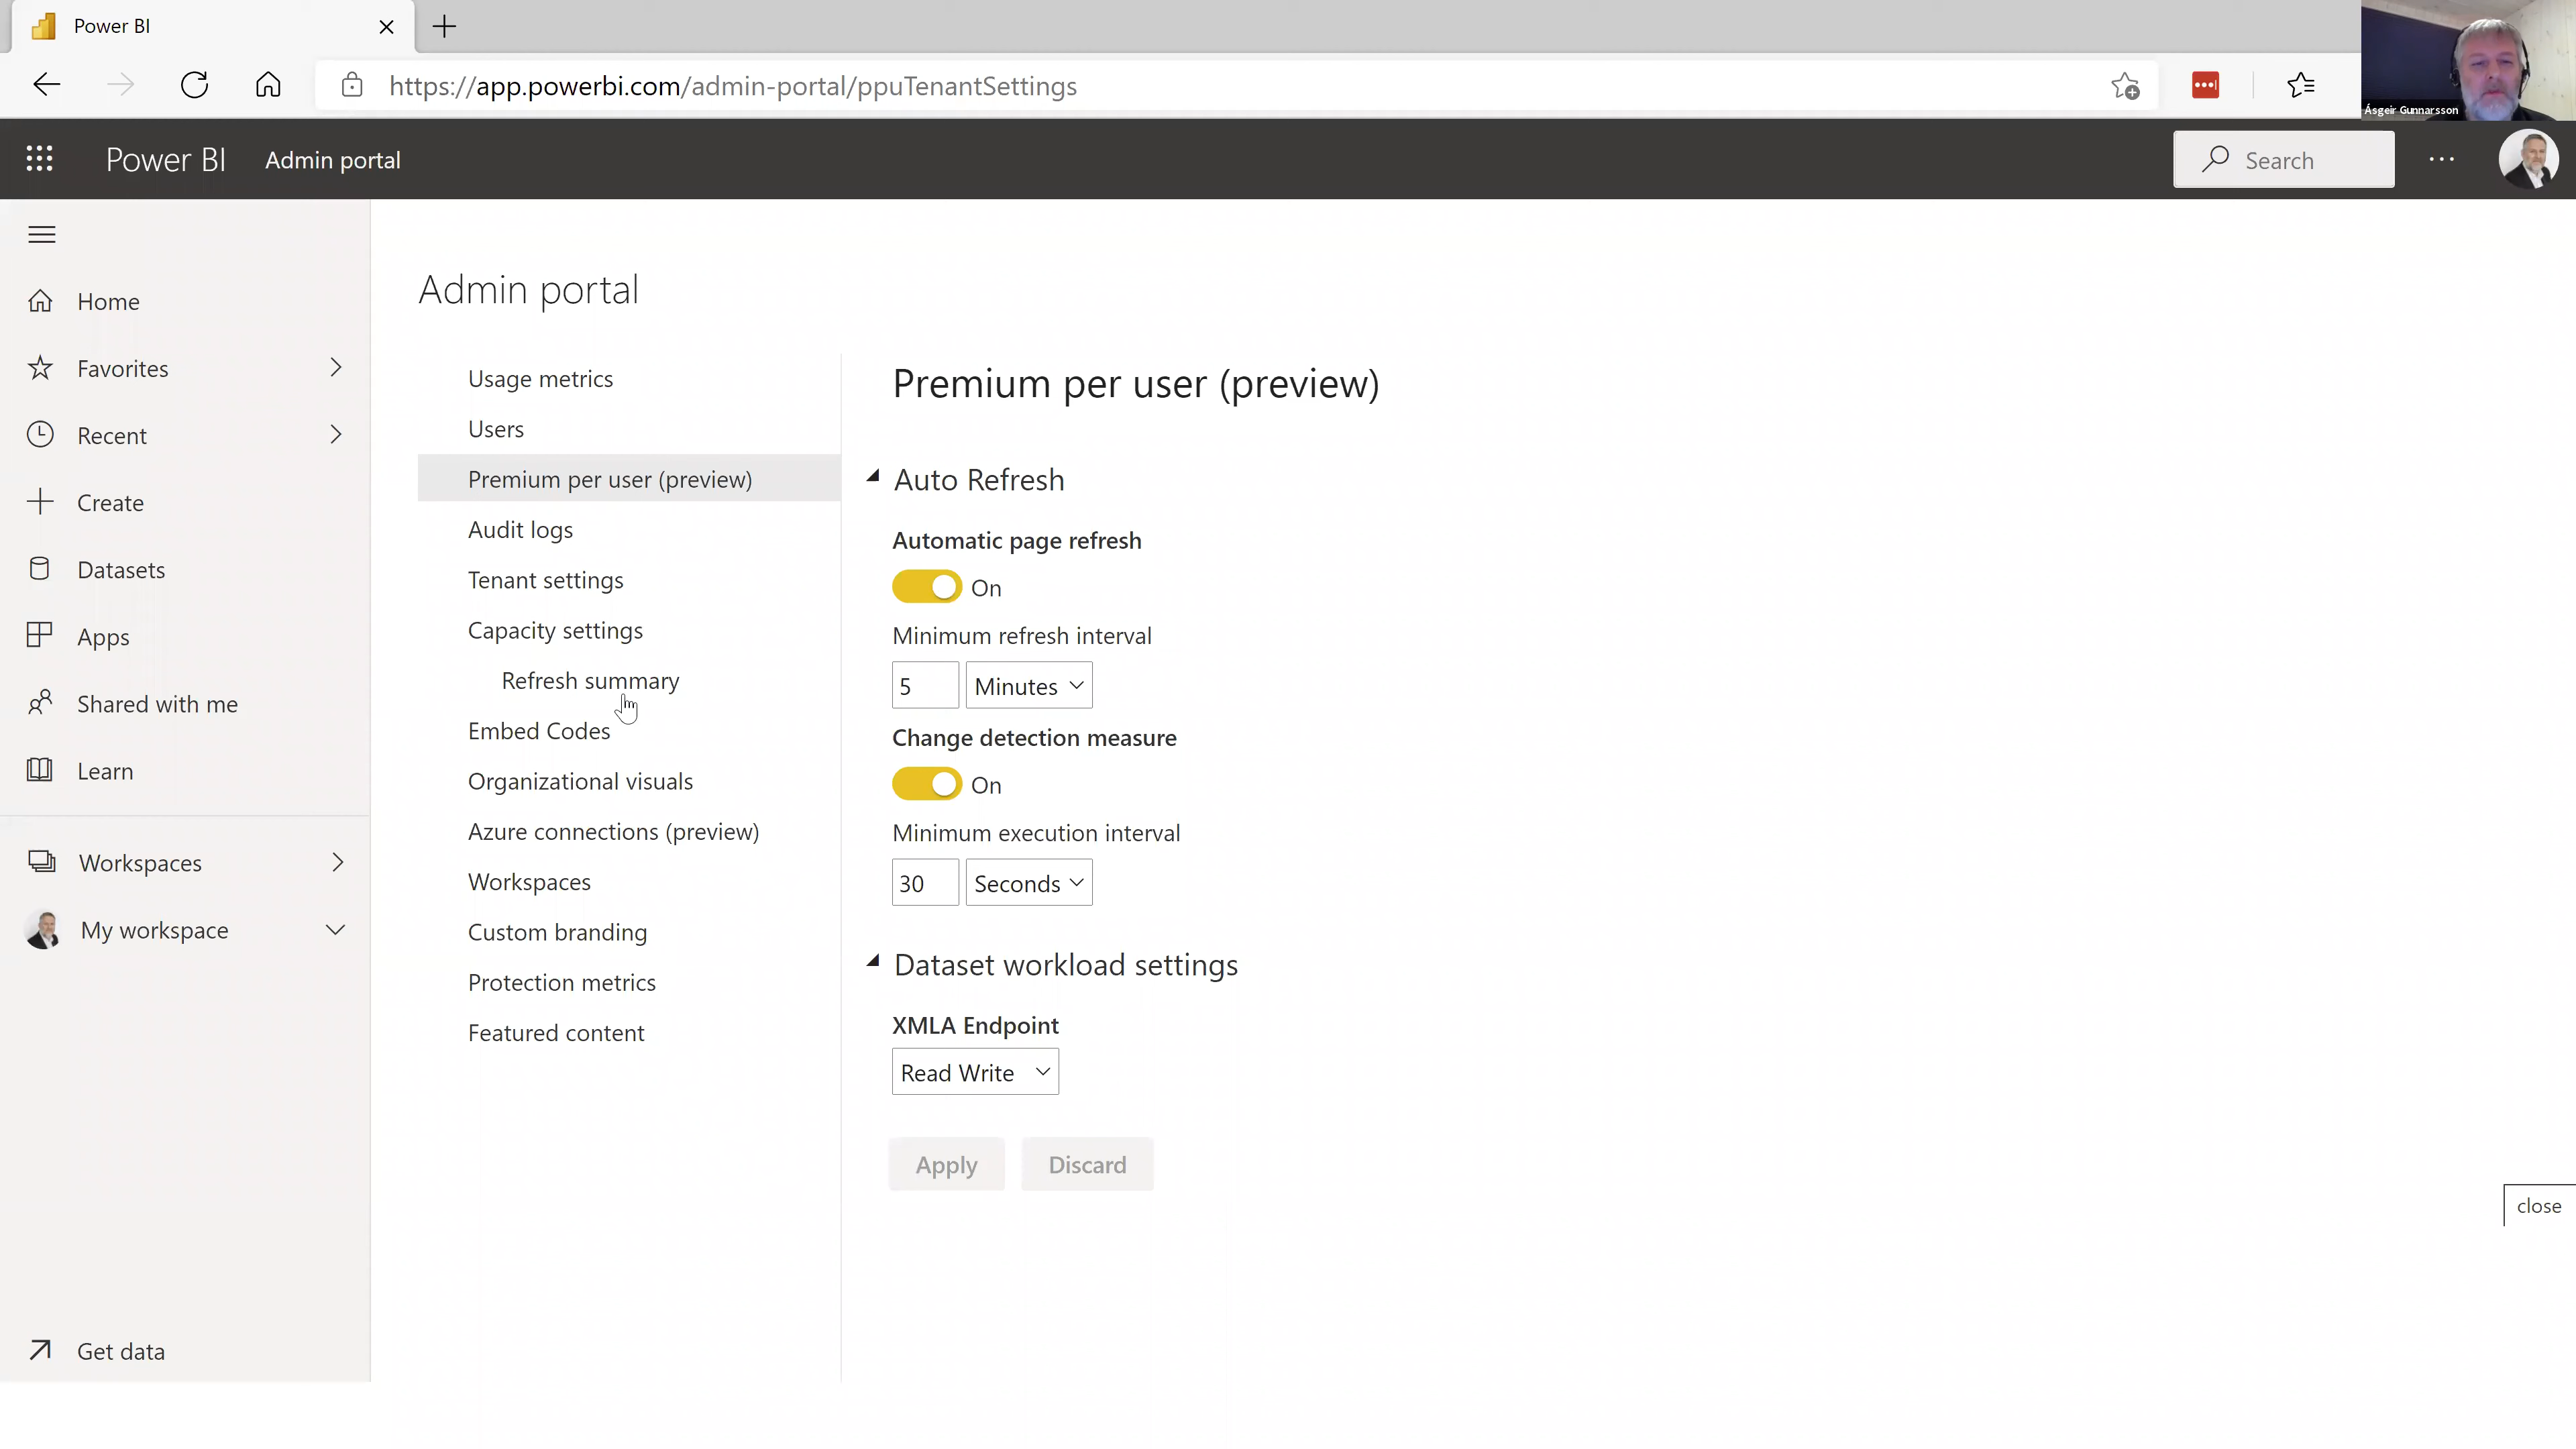 Power BI
https://app.powerbi.com/admin-portal/ppuTenantSettings
Ásgeir Gunnarsson
Power BI Admin portal
Search
Home
Favorites
Recent
Create
Datasets
Apps
Shared with me
Learn
Workspaces
My workspace
Get data
Admin portal
Usage metrics
Users
Premium per user (preview)
Audit logs
Tenant settings
Capacity settings
Refresh summary
Embed Codes
Organizational visuals
Azure connections (preview)
Workspaces
Custom branding
Protection metrics
Featured content
Premium per user (preview)
Auto Refresh
Automatic page refresh
On
Minimum refresh interval
5 Minutes
Change detection measure
On
Minimum execution interval
30 Seconds
Dataset workload settings
XMLA Endpoint
Read Write
Apply Discard
close